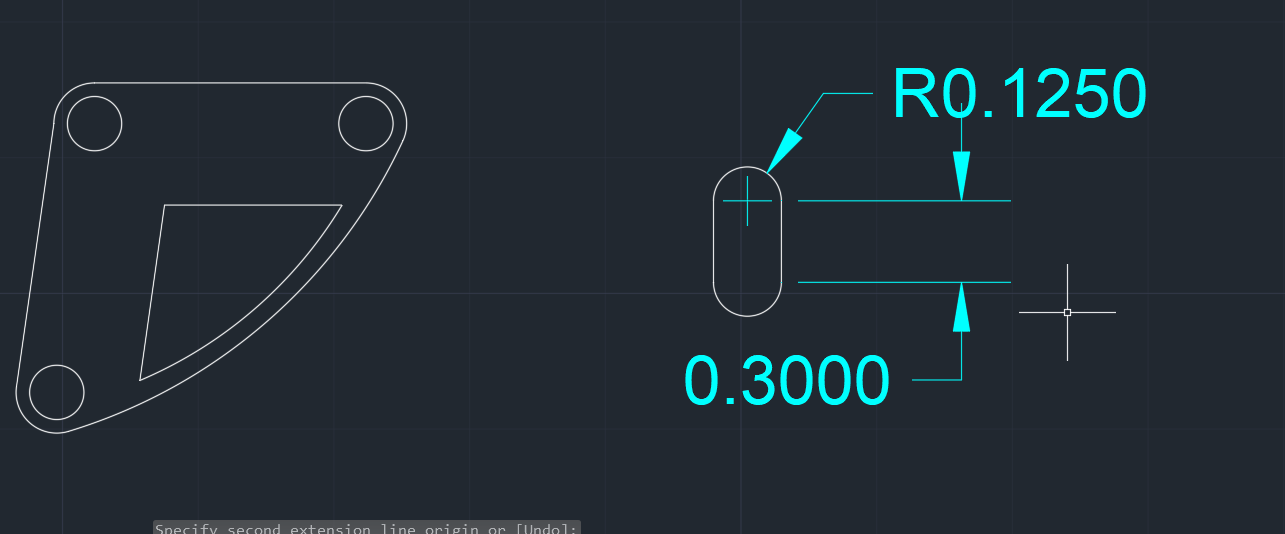 R0.1250
0.3000
Specify second extension line origin or [Undo]: